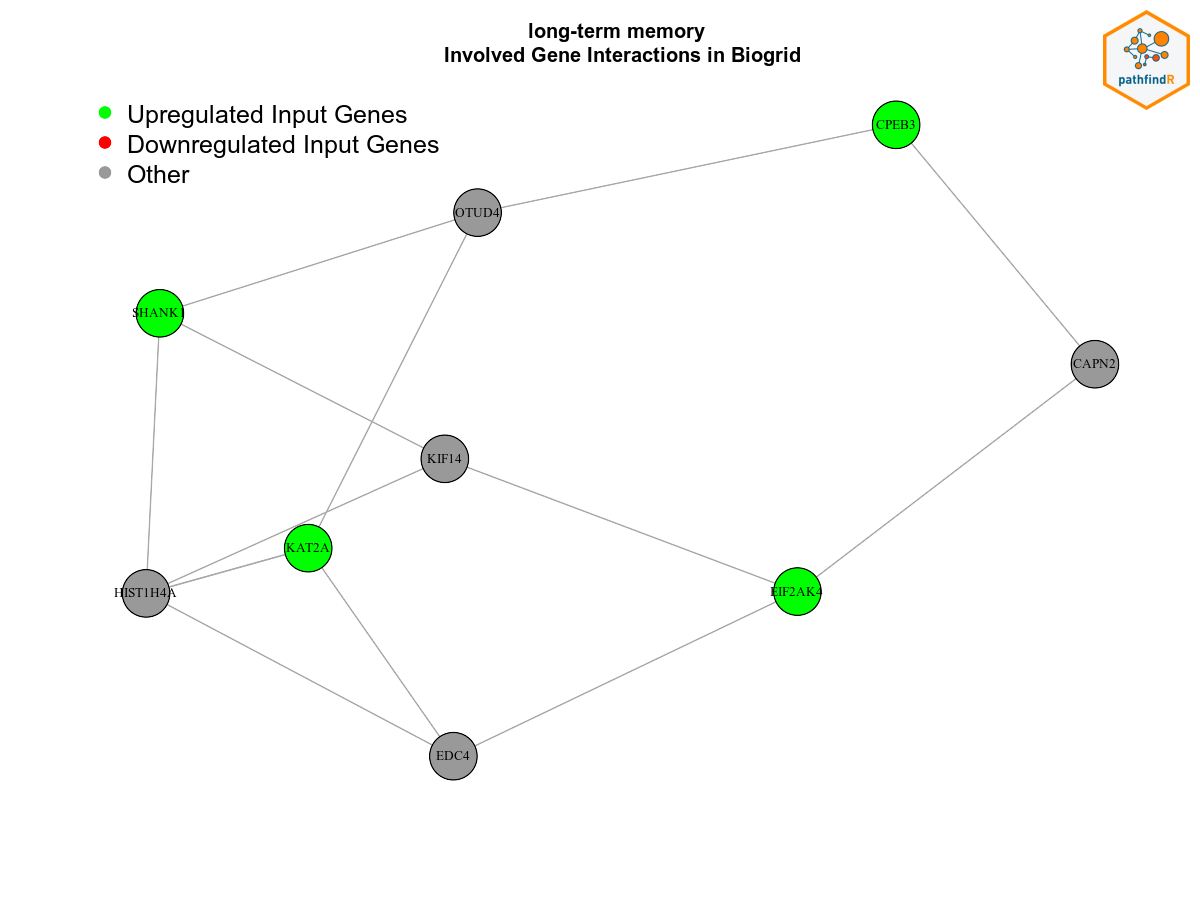 long-term memory
Involved Gene Interactions in Biogrid
pathfindR
Upregulated Input Genes
Downregulated Input Genes
Other
CPEB3
OTUD4
SHANK1
CAPN2
KIF14
KAT2A
HIST1H4A
EIF2AK4
EDC4